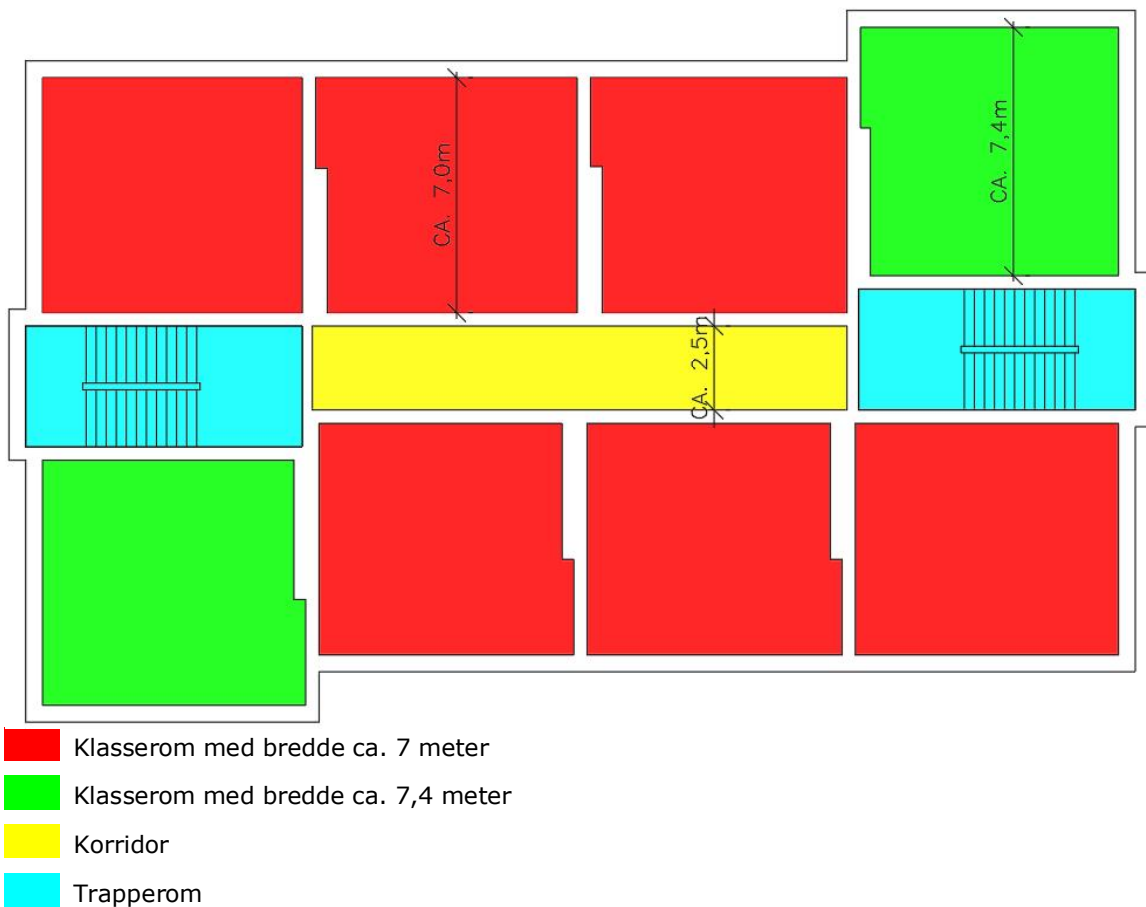 CA. 7,0m
CA. 7,4m
CA. 2,5m
Klasserom med bredde ca. 7 meter
Klasserom med bredde ca. 7,4 meter
Korridor
Trapperom